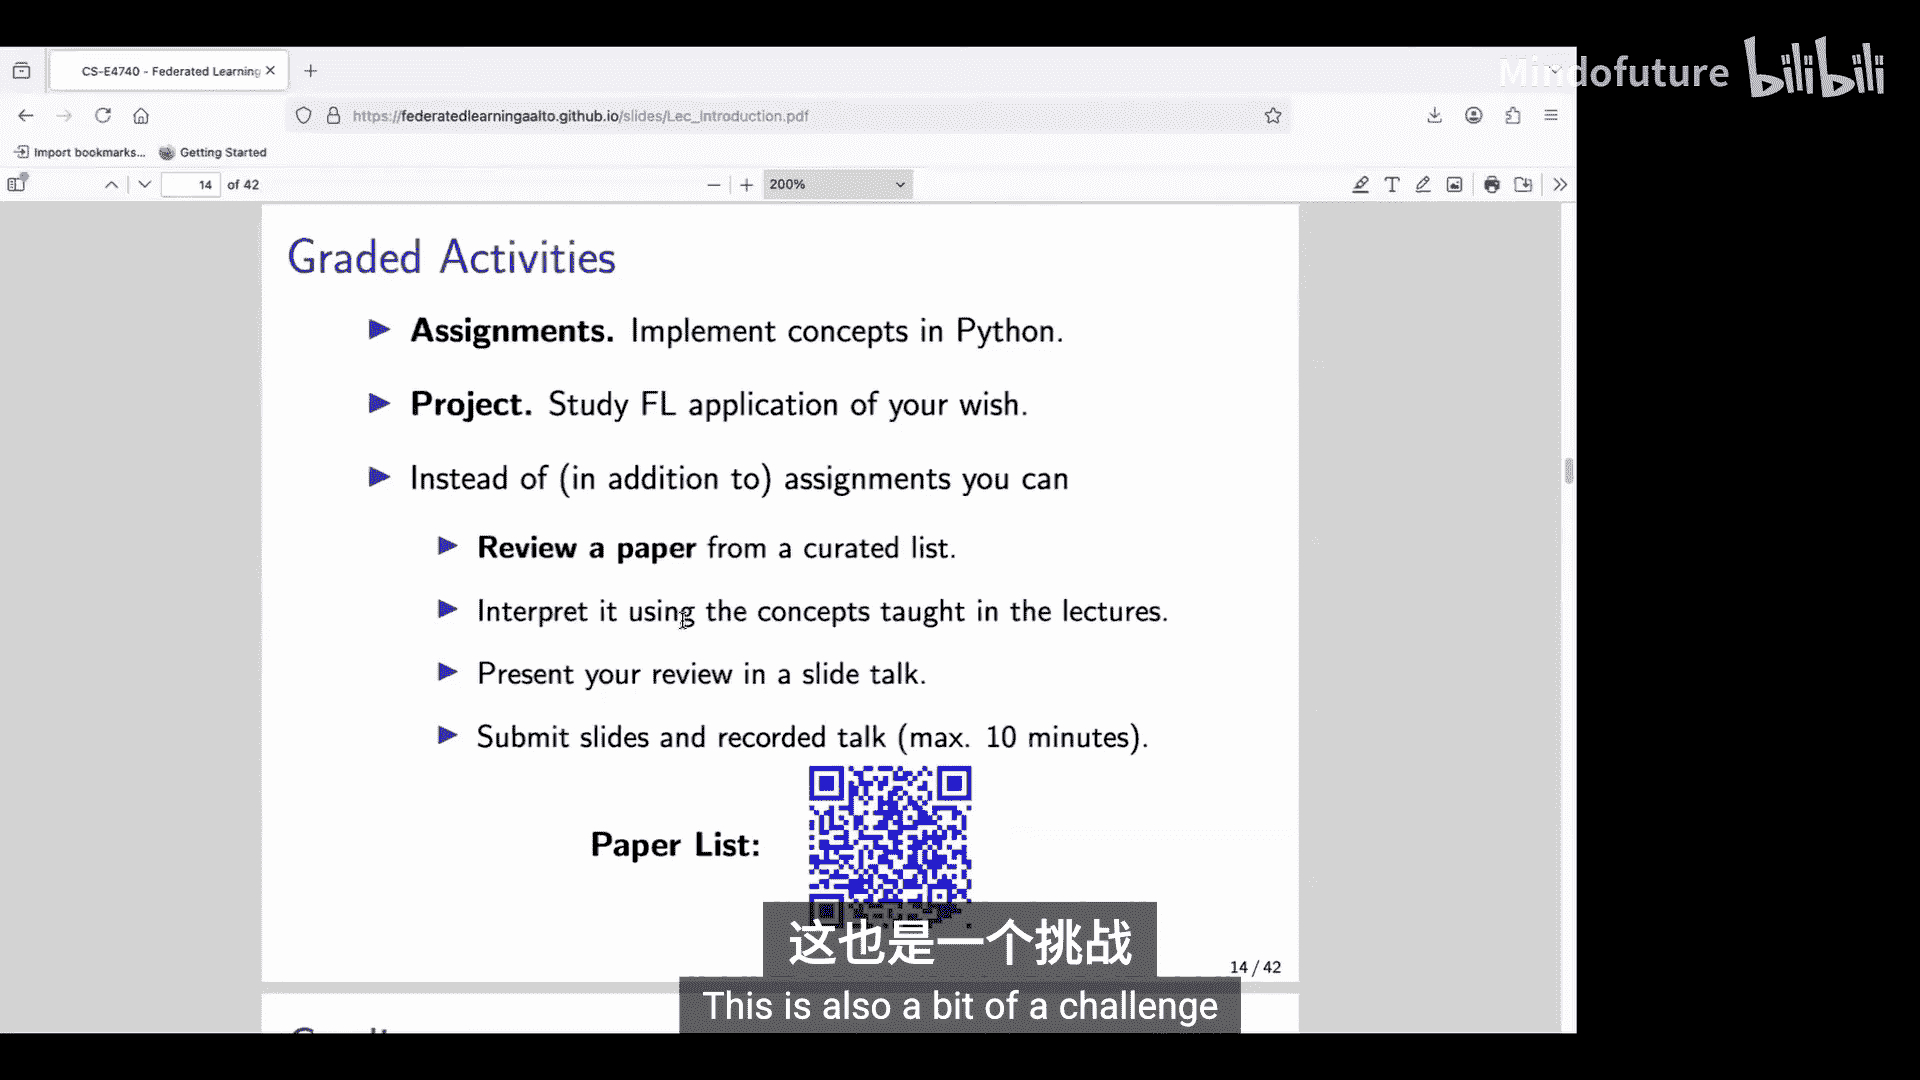 Mindofuture bilibili
CS-E4740 - Federated Learning
https://federatedlearningaalto.github.io/slides/Lec_Introduction.pdf
Import bookmarks... Getting Started
14 of 42 200%
Graded Activities
Assignments. Implement concepts in Python.
Project. Study FL application of your wish.
Instead of (in addition to) assignments you can
Review a paper from a curated list.
Interpret it using the concepts taught in the lectures.
Present your review in a slide talk.
Submit slides and recorded talk (max. 10 minutes).
Paper List:
这也是一个挑战
14 / 42
This is also a bit of a challenge